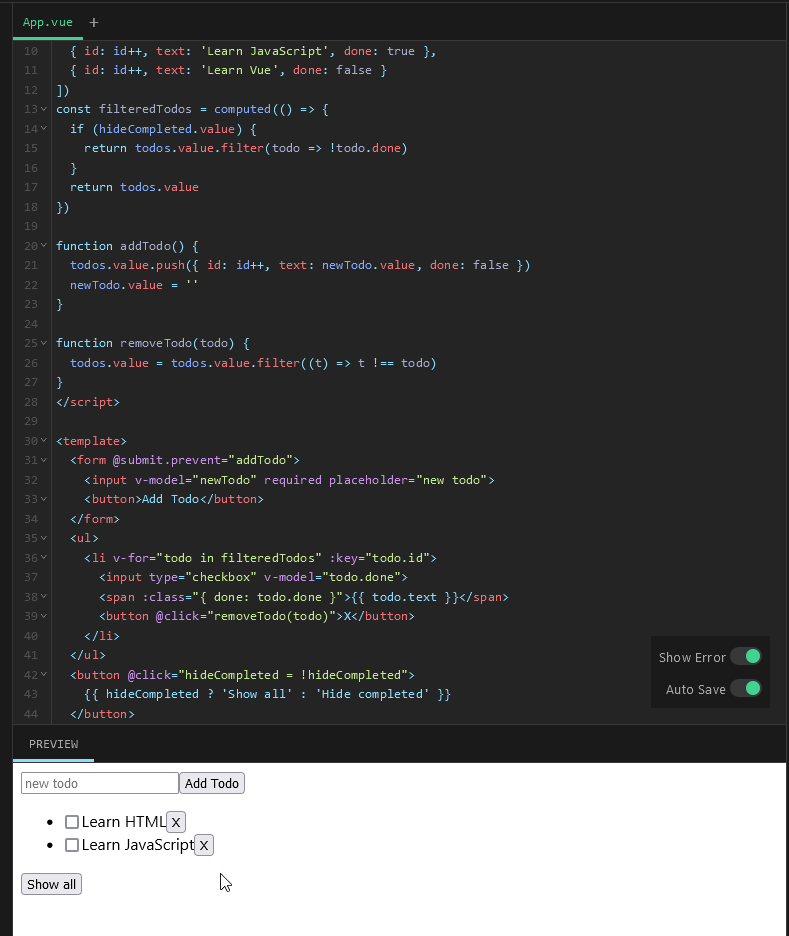 App.vue +
10 { id: id++, text: 'Learn JavaScript', done: true },
11 { id: id++, text: 'Learn Vue', done: false }
12 ])
13 const filteredTodos = computed(() => {
14 if (hideCompleted.value) {
15 return todos.value.filter(todo => !todo.done)
16 }
17 return todos.value
18 })
19
20 function addTodo() {
21 todos.value.push({ id: id++, text: newTodo.value, done: false })
22 newTodo.value = ''
23 }
24
25 function removeTodo(todo) {
26 todos.value = todos.value.filter((t) => t !== todo)
27 }
28 </script>
29
30 <template>
31 <form @submit.prevent="addTodo">
32 <input v-model="newTodo" required placeholder="new todo">
33 <button>Add Todo</button>
34 </form>
35 <ul>
36 <li v-for="todo in filteredTodos" :key="todo.id">
37 <input type="checkbox" v-model="todo.done">
38 <span :class="{ done: todo.done }">{{ todo.text }}</span>
39 <button @click="removeTodo(todo)">X</button>
40 </li>
41 </ul>
42 <button @click="hideCompleted = !hideCompleted">
43 {{ hideCompleted ? 'Show all' : 'Hide completed' }}
44 </button>
Show Error
Auto Save
PREVIEW
new todo Add Todo
Learn HTML X
Learn JavaScript X
Show all